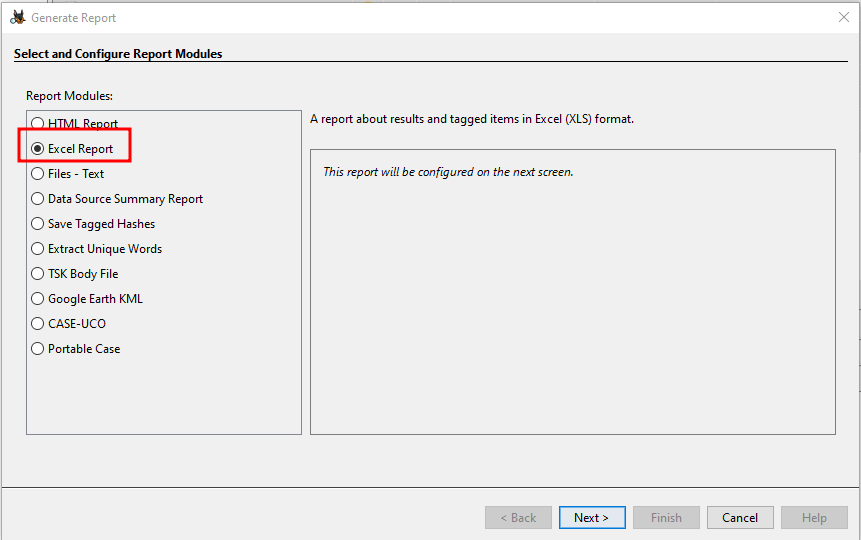 Generate Report
Select and Configure Report Modules
Report Modules:
HTML Report
Excel Report
Files - Text
Data Source Summary Report
Save Tagged Hashes
Extract Unique Words
TSK Body File
Google Earth KML
CASE-UCO
Portable Case
A report about results and tagged items in Excel (XLS) format.
This report will be configured on the next screen.
< Back
Next >
Finish
Cancel
Help